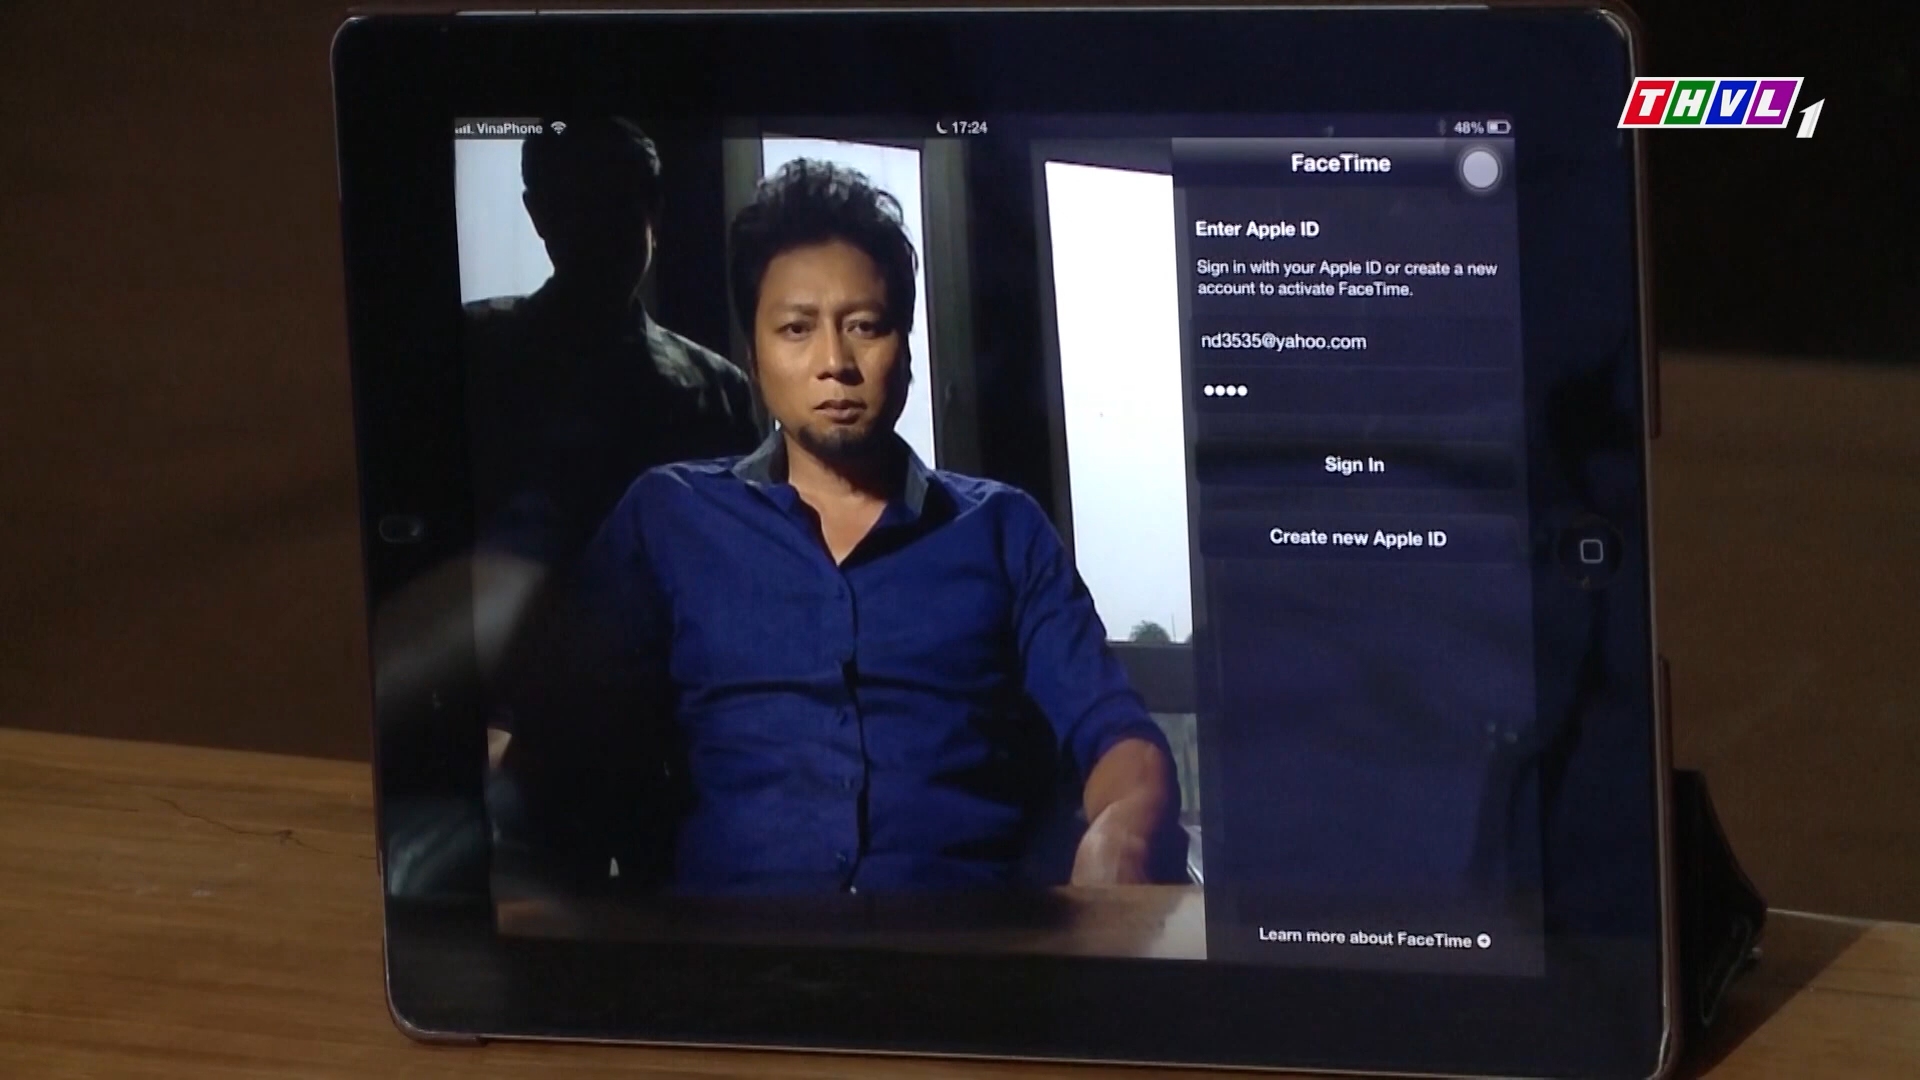 VinaPhone
17:24
48%
THVL1
FaceTime
Enter Apple ID
Sign in with your Apple ID or create a new
account to activate FaceTime.
nd3535@yahoo.com
••••
Sign In
Create new Apple ID
Learn more about FaceTime